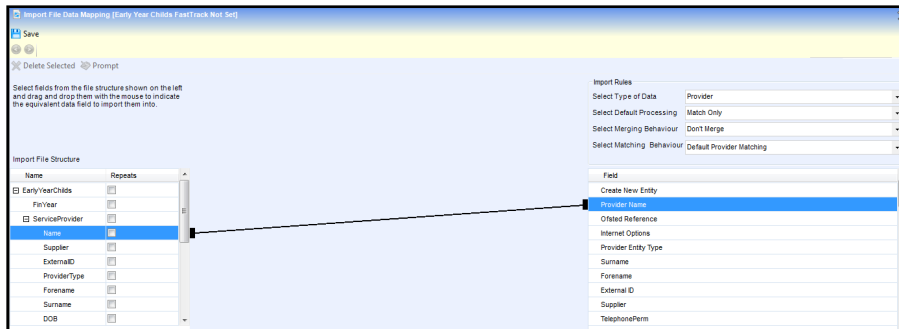 Import File Data Mapping [Early Year Childs FastTrack Not Set]
Save
Delete Selected Prompt
Select fields from the file structure shown on the left
and drag and drop them with the mouse to indicate
the equivalent data field to import them into.
Import Rules
Select Type of Data Provider
Select Default Processing Match Only
Select Merging Behaviour Don't Merge
Select Matching Behaviour Default Provider Matching
Import File Structure
Name Repeats
EarlyYearChilds
FinYear
ServiceProvider
Name
Supplier
ExternalID
ProviderType
Forename
Surname
DOB
Field
Create New Entity
Provider Name
Ofsted Reference
Internet Options
Provider Entity Type
Surname
Forename
External ID
Supplier
TelephonePerm